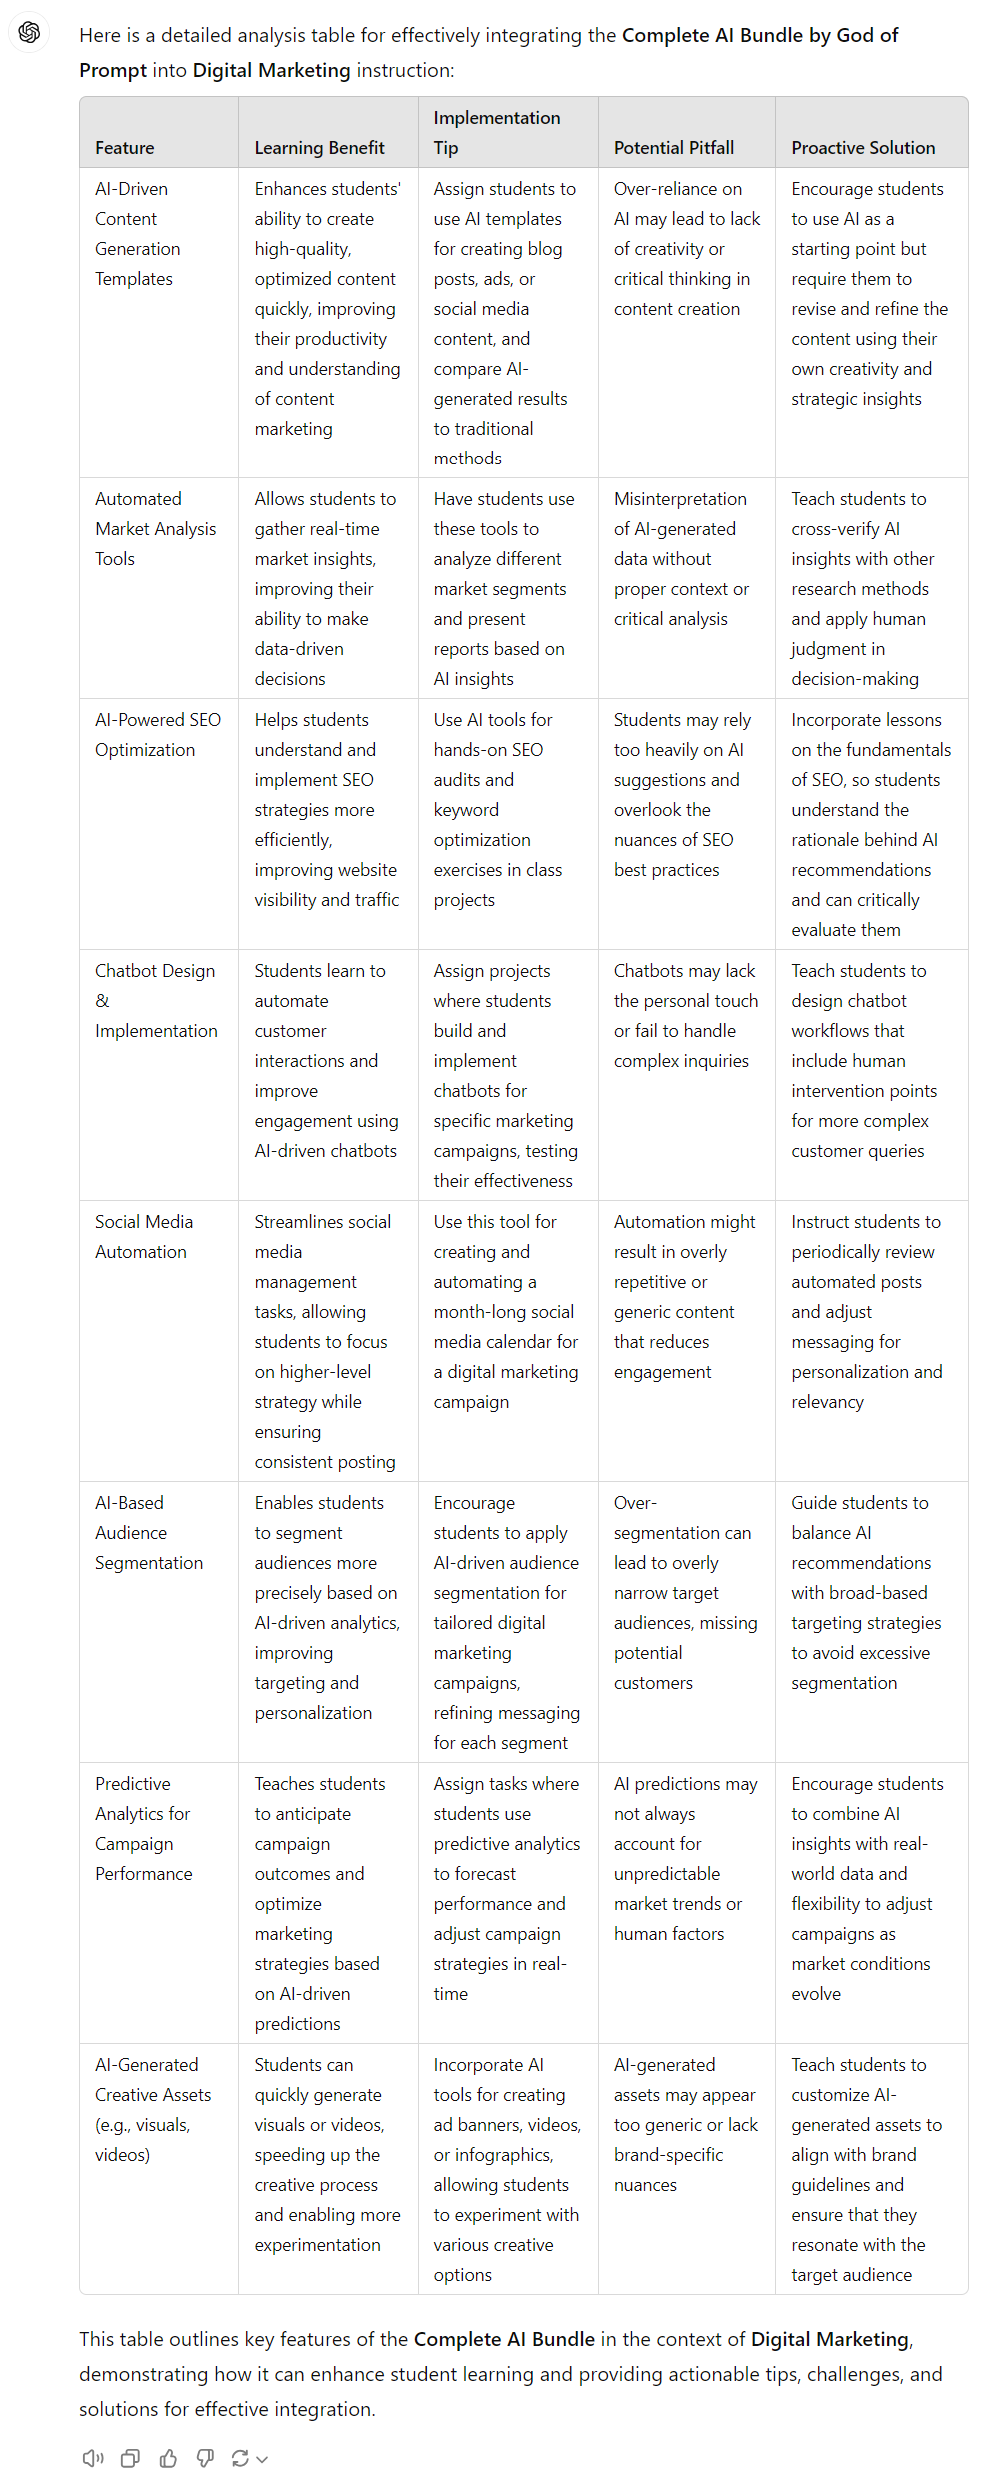 Here is a detailed analysis table for effectively integrating the Complete AI Bundle by God of
Prompt into Digital Marketing instruction:
Feature
Learning Benefit
Implementation
Tip
Potential Pitfall
Proactive Solution
AI-Driven
Content
Generation
Templates
Enhances students'
ability to create
high-quality,
optimized content
quickly, improving
their productivity
and understanding
of content
marketing
Assign students to
use AI templates
for creating blog
posts, ads, or
social media
content, and
compare AI-
generated results
to traditional
methods
Over-reliance on
AI may lead to lack
of creativity or
critical thinking in
content creation
Encourage students
to use AI as a
starting point but
require them to
revise and refine the
content using their
own creativity and
strategic insights
Automated
Market Analysis
Tools
Allows students to
gather real-time
market insights,
improving their
ability to make
data-driven
decisions
Have students use
these tools to
analyze different
market segments
and present
reports based on
AI insights
Misinterpretation
of AI-generated
data without
proper context or
critical analysis
Teach students to
cross-verify AI
insights with other
research methods
and apply human
judgment in
decision-making
AI-Powered SEO
Optimization
Helps students
understand and
implement SEO
strategies more
efficiently,
improving website
visibility and traffic
Use AI tools for
hands-on SEO
audits and
keyword
optimization
exercises in class
projects
Students may rely
too heavily on AI
suggestions and
overlook the
nuances of SEO
best practices
Incorporate lessons
on the fundamentals
of SEO, so students
understand the
rationale behind AI
recommendations
and can critically
evaluate them
Chatbot Design
&
Implementation
Students learn to
automate
customer
interactions and
improve
engagement using
AI-driven chatbots
Assign projects
where students
build and
implement
chatbots for
specific marketing
campaigns, testing
their effectiveness
Chatbots may lack
the personal touch
or fail to handle
complex inquiries
Teach students to
design chatbot
workflows that
include human
intervention points
for more complex
customer queries
Social Media
Automation
Streamlines social
media
management
tasks, allowing
students to focus
on higher-level
strategy while
ensuring
consistent posting
Use this tool for
creating and
automating a
month-long social
media calendar for
a digital marketing
campaign
Automation might
result in overly
repetitive or
generic content
that reduces
engagement
Instruct students to
periodically review
automated posts
and adjust
messaging for
personalization and
relevancy
AI-Based
Audience
Segmentation
Enables students
to segment
audiences more
precisely based on
AI-driven analytics,
improving
targeting and
personalization
Encourage
students to apply
AI-driven audience
segmentation for
tailored digital
marketing
campaigns,
refining messaging
for each segment
Over-
segmentation can
lead to overly
narrow target
audiences, missing
potential
customers
Guide students to
balance AI
recommendations
with broad-based
targeting strategies
to avoid excessive
segmentation
Predictive
Analytics for
Campaign
Performance
Teaches students
to anticipate
campaign
outcomes and
optimize
marketing
strategies based
on AI-driven
predictions
Assign tasks where
students use
predictive analytics
to forecast
performance and
adjust campaign
strategies in real-
time
AI predictions may
not always
account for
unpredictable
market trends or
human factors
Encourage students
to combine AI
insights with real-
world data and
flexibility to adjust
campaigns as
market conditions
evolve
AI-Generated
Creative Assets
(e.g., visuals,
videos)
Students can
quickly generate
visuals or videos,
speeding up the
creative process
and enabling more
experimentation
Incorporate AI
tools for creating
ad banners, videos,
or infographics,
allowing students
to experiment with
various creative
options
AI-generated
assets may appear
too generic or lack
brand-specific
nuances
Teach students to
customize AI-
generated assets to
align with brand
guidelines and
ensure that they
resonate with the
target audience
This table outlines key features of the Complete AI Bundle in the context of Digital Marketing,
demonstrating how it can enhance student learning and providing actionable tips, challenges, and
solutions for effective integration.